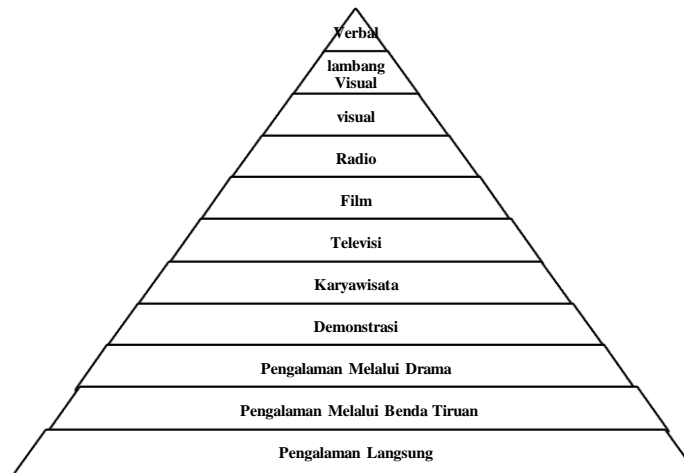 Verbal
lambang
Visual
visual
Radio
Film
Televisi
Karyawisata
Demonstrasi
Pengalaman Melalui Drama
Pengalaman Melalui Benda Tiruan
Pengalaman Langsung